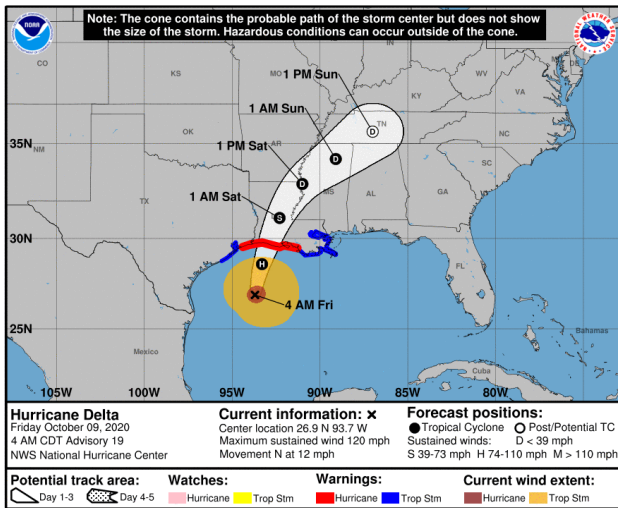 Note: The cone contains the probable path of the storm center but does not show
the size of the storm. Hazardous conditions can occur outside of the cone.
NOAA
NATIONAL WEATHER SERVICE
CO
KS
MO
IN
WV
MD
DE
1 PM Sun
KY
VA
1 AM Sun
35N
NM
OK
AR
TN
D
NC
1 PM Sat
D
SC
D
1 AM Sat
TX
MS
AL
GA
S
30N
LA
H
FL
4 AM Fri
25N
Mexico
Bahamas
Cuba
105W
100W
95W
90W
85W
80W
75W
Hurricane Delta
Friday October 09, 2020
4 AM CDT Advisory 19
NWS National Hurricane Center
Current information: ×
Center location 26.9 N 93.7 W
Maximum sustained wind 120 mph
Movement N at 12 mph
Forecast positions:
● Tropical Cyclone ○ Post/Potential TC
Sustained winds: D < 39 mph
S 39-73 mph H 74-110 mph M > 110 mph
Potential track area:
Day 1-3 Day 4-5
Watches:
Hurricane Trop Stm
Warnings:
Hurricane Trop Stm
Current wind extent:
Hurricane Trop Stm